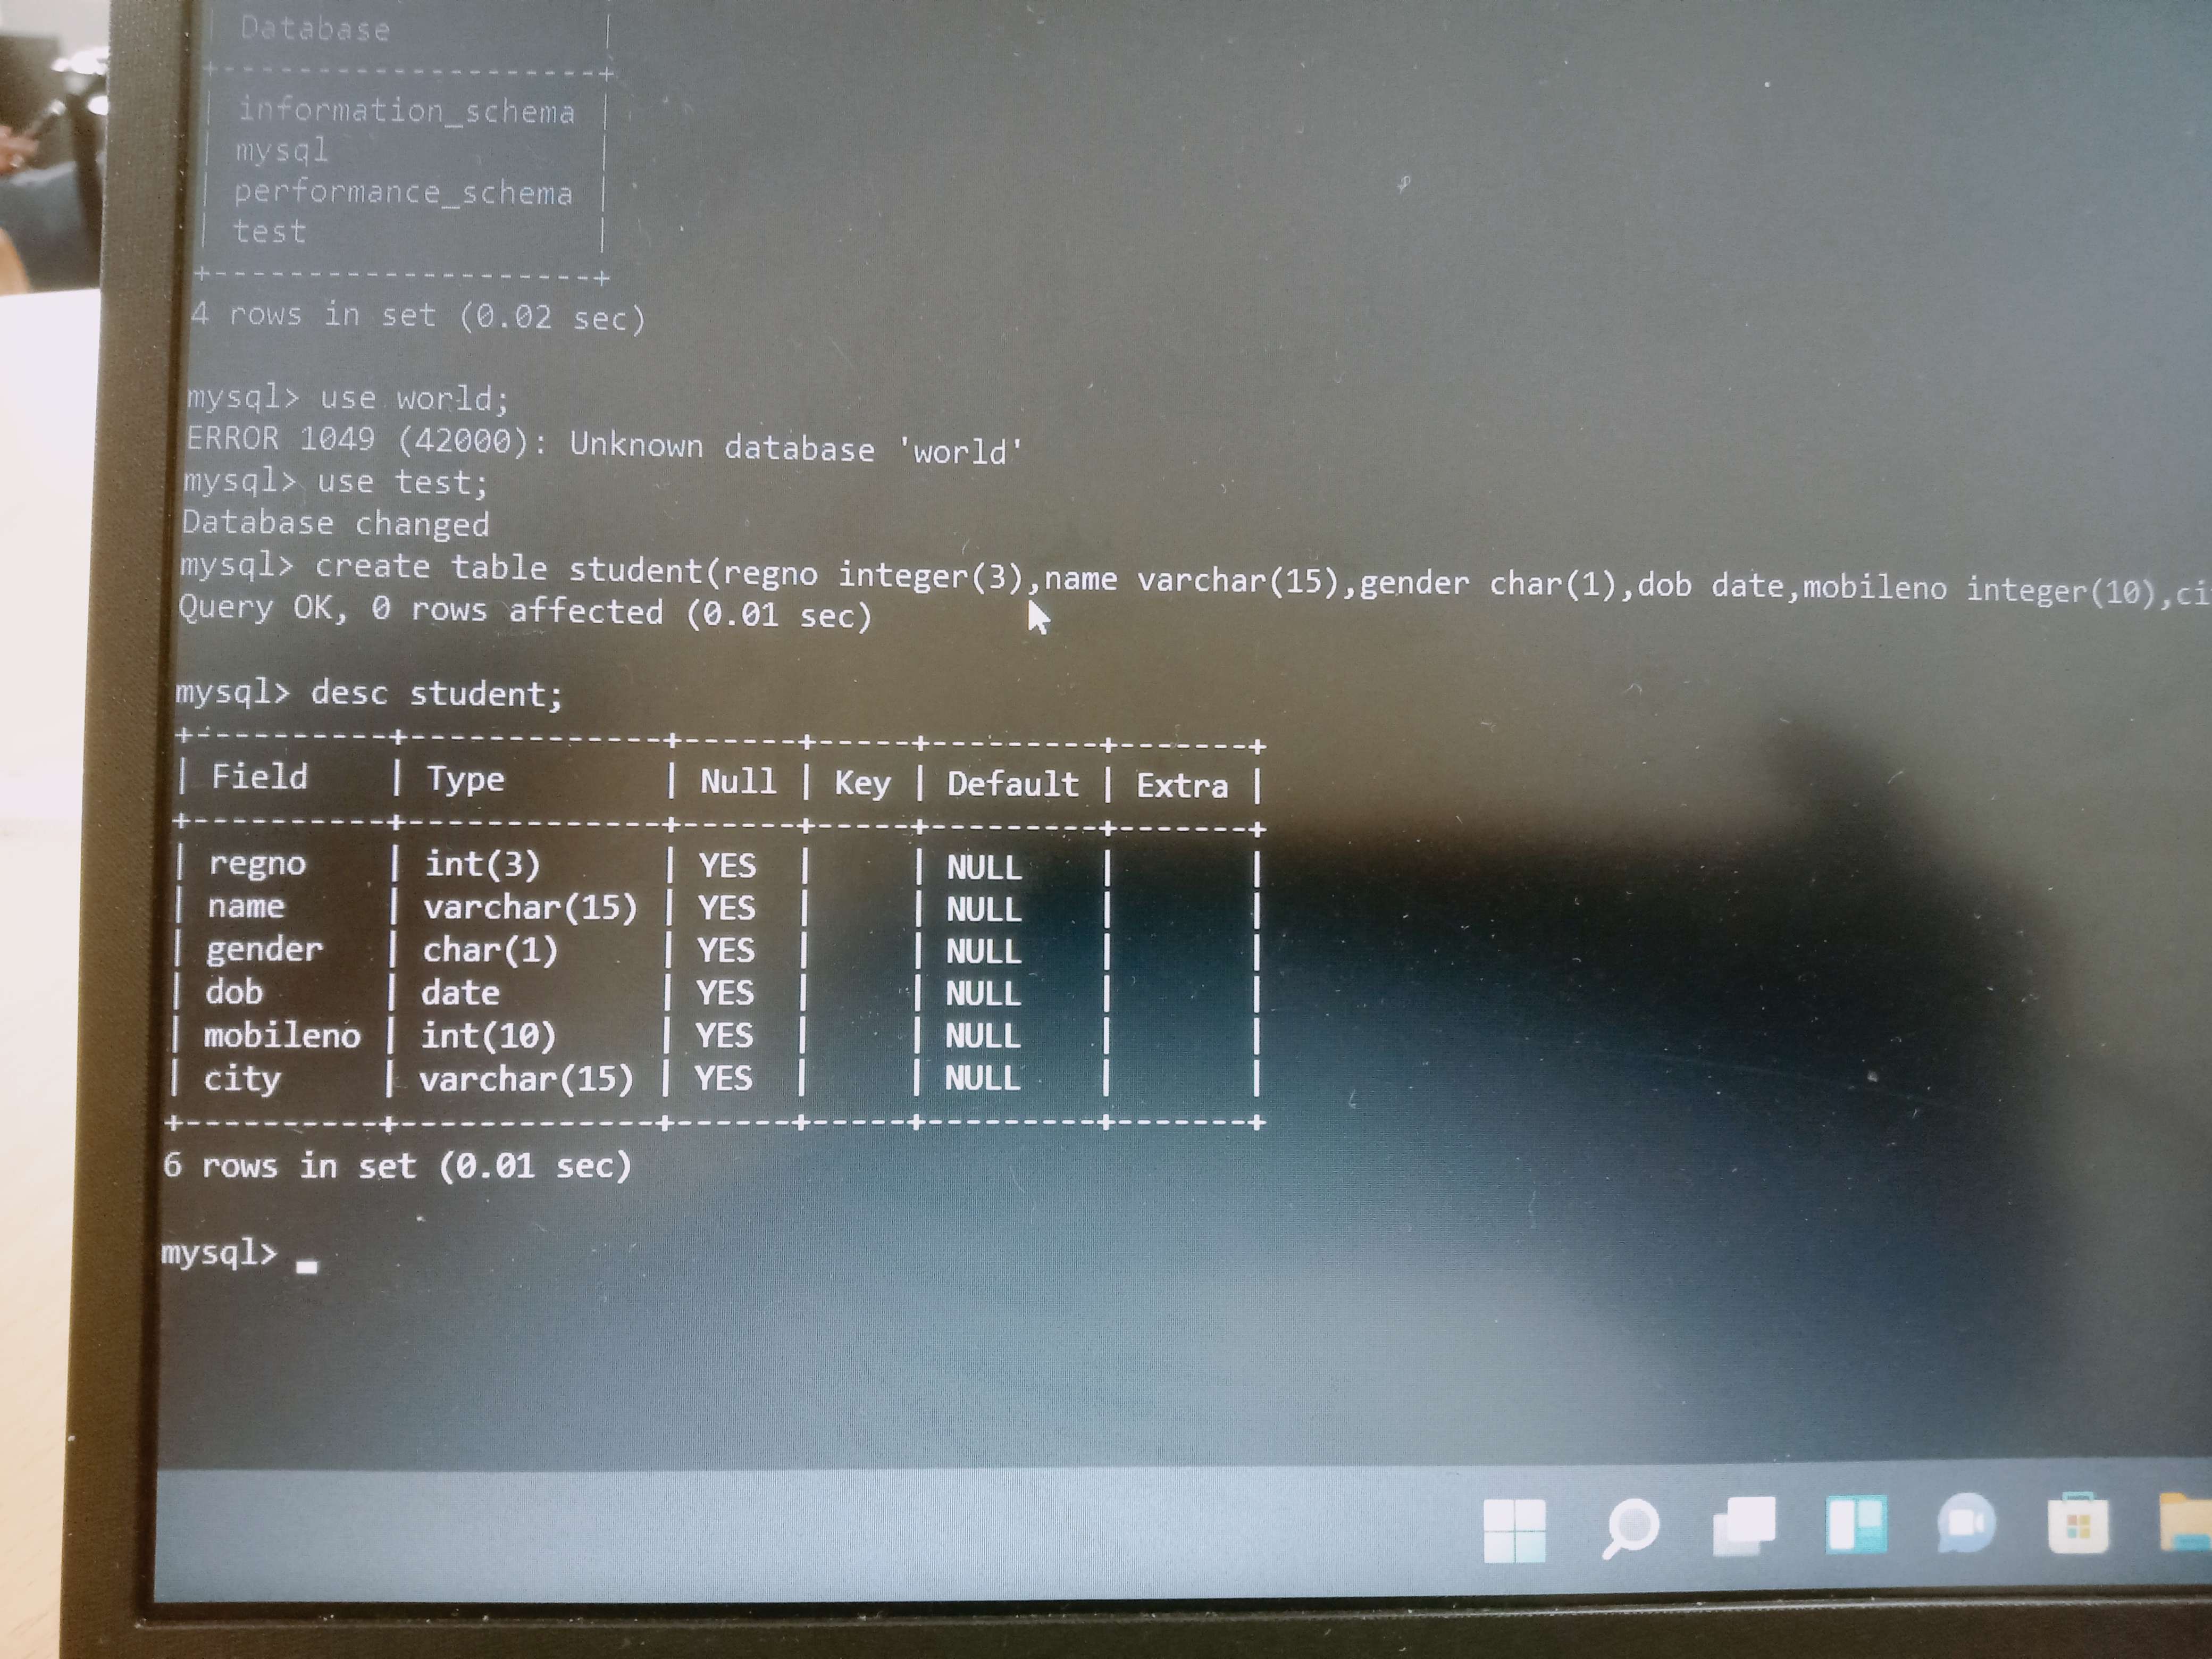 | Database |
+--------------------+
| information_schema |
| mysql |
| performance_schema |
| test |
+--------------------+
4 rows in set (0.02 sec)
mysql> use world;
ERROR 1049 (42000): Unknown database 'world'
mysql> use test;
Database changed
mysql> create table student(regno integer(3),name varchar(15),gender char(1),dob date,mobileno integer(10),ci
Query OK, 0 rows affected (0.01 sec)
mysql> desc student;
+----------+-------------+------+-----+---------+-------+
| Field | Type | Null | Key | Default | Extra |
+----------+-------------+------+-----+---------+-------+
| regno | int(3) | YES | | NULL | |
| name | varchar(15) | YES | | NULL | |
| gender | char(1) | YES | | NULL | |
| dob | date | YES | | NULL | |
| mobileno | int(10) | YES | | NULL | |
| city | varchar(15) | YES | | NULL | |
+----------+-------------+------+-----+---------+-------+
6 rows in set (0.01 sec)
mysql>